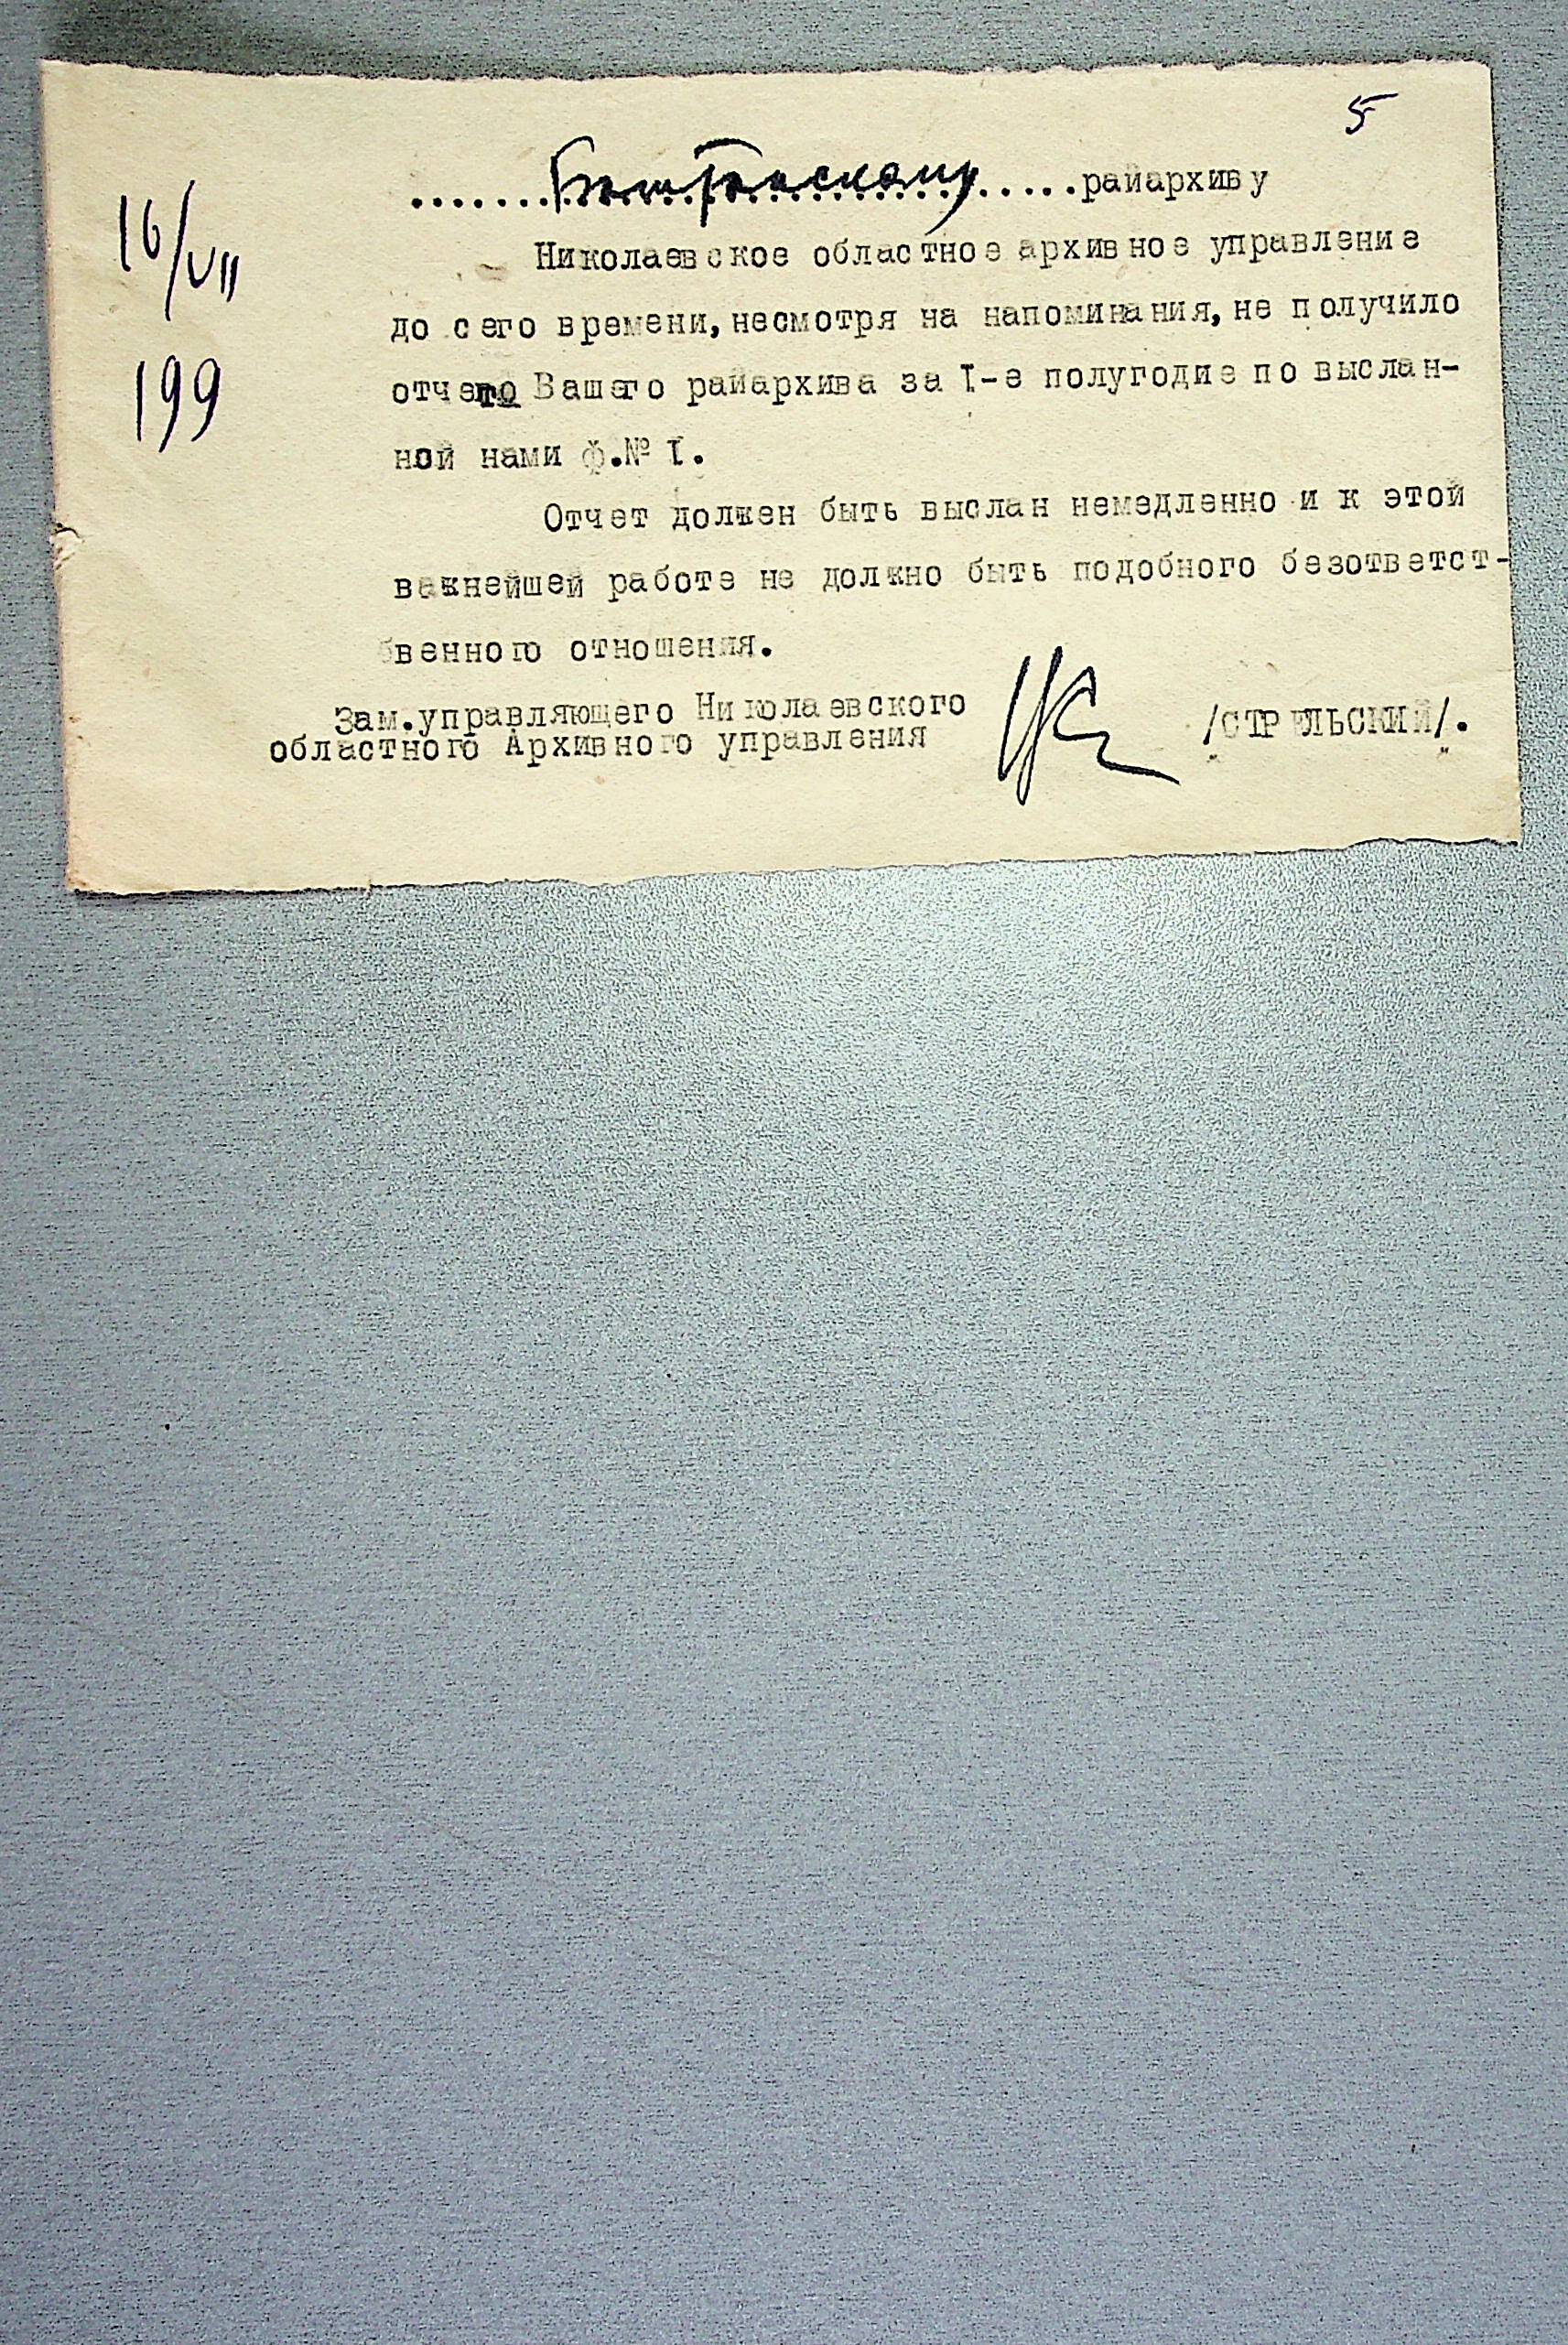 5
16/VII
199
.......Баштанскому.....райархиву
Николаевское областное архивное управление
до сего времени, несмотря на напоминания, не получило
отчето Вашего райархива за I-е полугодие по выслан-
ной нами ф.№ I.
Отчет должен быть выслан немедленно и к этой
важнейшей работе не должно быть подобного безответст-
венного отношения.
Зам.управляющего Николаевского
областного Архивного управления
/СТРЕЛЬСКИЙ/.